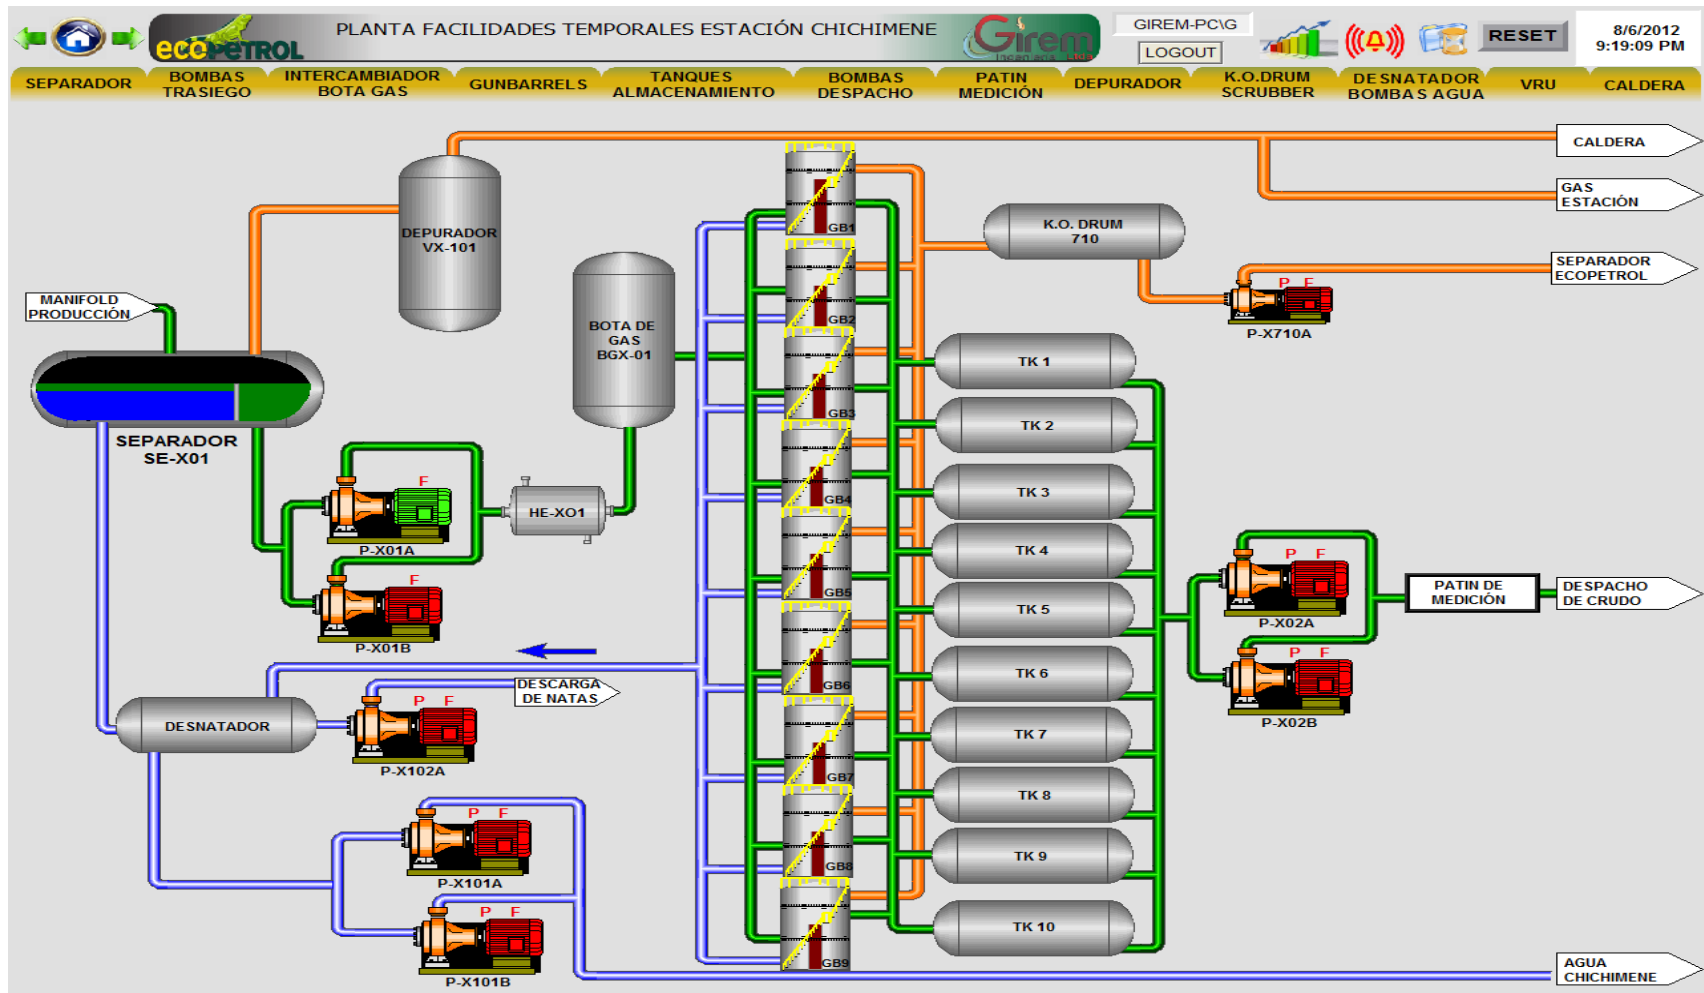 ecopetrol
PLANTA FACILIDADES TEMPORALES ESTACIÓN CHICHIMENE
Girem
GIREM-PC\G
LOGOUT
RESET
8/6/2012
9:19:09 PM
SEPARADOR
BOMBAS
TRASIEGO
INTERCAMBIADOR
BOTA GAS
GUNBARRELS
TANQUES
ALMACENAMIENTO
BOMBAS
DESPACHO
PATIN
MEDICIÓN
DEPURADOR
K.O.DRUM
SCRUBBER
DESNATADOR
BOMBAS AGUA
VRU
CALDERA
CALDERA
GAS
ESTACIÓN
SEPARADOR
ECOPETROL
DEPURADOR
VX-101
GB1
K.O. DRUM
710
P F
P-X710A
MANIFOLD
PRODUCCIÓN
BOTA DE
GAS
BGX-01
GB2
GB3
GB4
GB5
GB6
GB7
GB8
GB9
TK 1
TK 2
TK 3
TK 4
TK 5
TK 6
TK 7
TK 8
TK 9
TK 10
SEPARADOR
SE-X01
F
P-X01A
HE-XO1
F
P-X01B
P F
P-X02A
PATIN DE
MEDICIÓN
DESPACHO
DE CRUDO
P F
P-X02B
DESCARGA
DE NATAS
DESNATADOR
P F
P-X102A
P F
P-X101A
P F
P-X101B
AGUA
CHICHIMENE